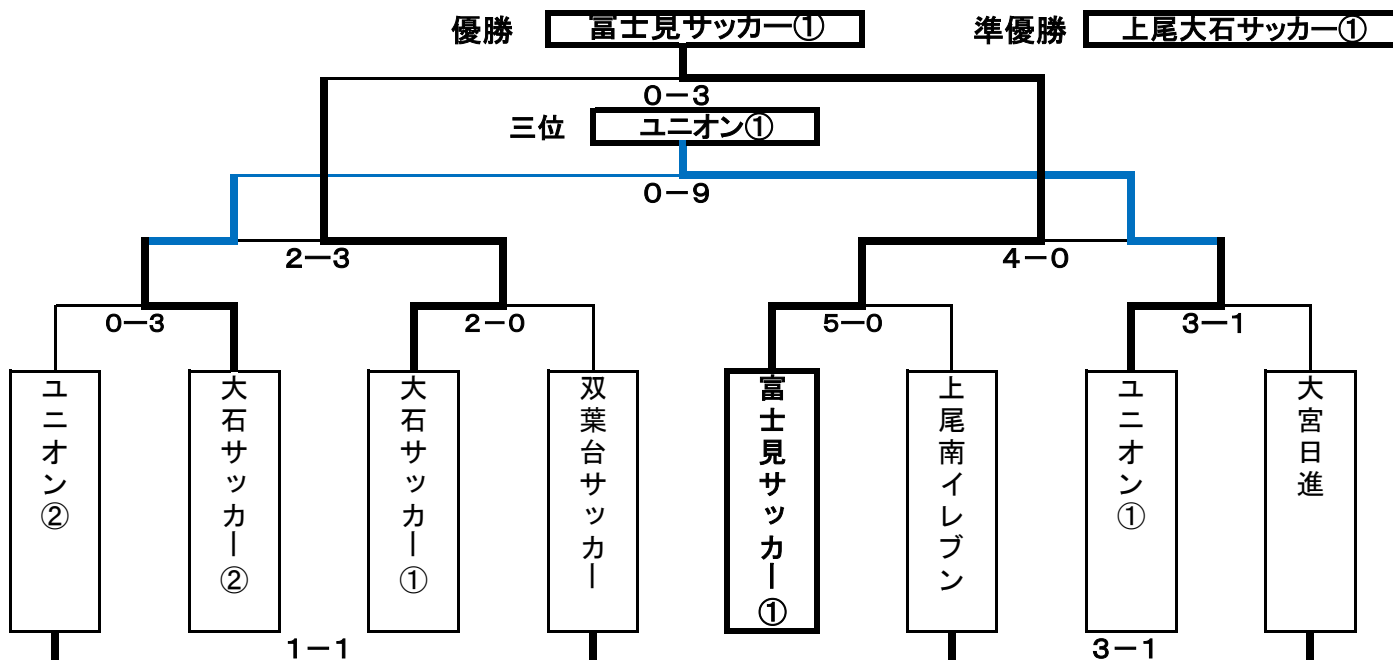 優勝 富士見サッカー① 準優勝 上尾大石サッカー①
0－3
三位 ユニオン①
0－9
2－3 4－0
0－3 2－0 5－0 3－1
ユニオン②
大石サッカー②
大石サッカー①
双葉台サッカー
富士見サッカー①
上尾南イレブン
ユニオン①
大宮日進
1－1 3－1